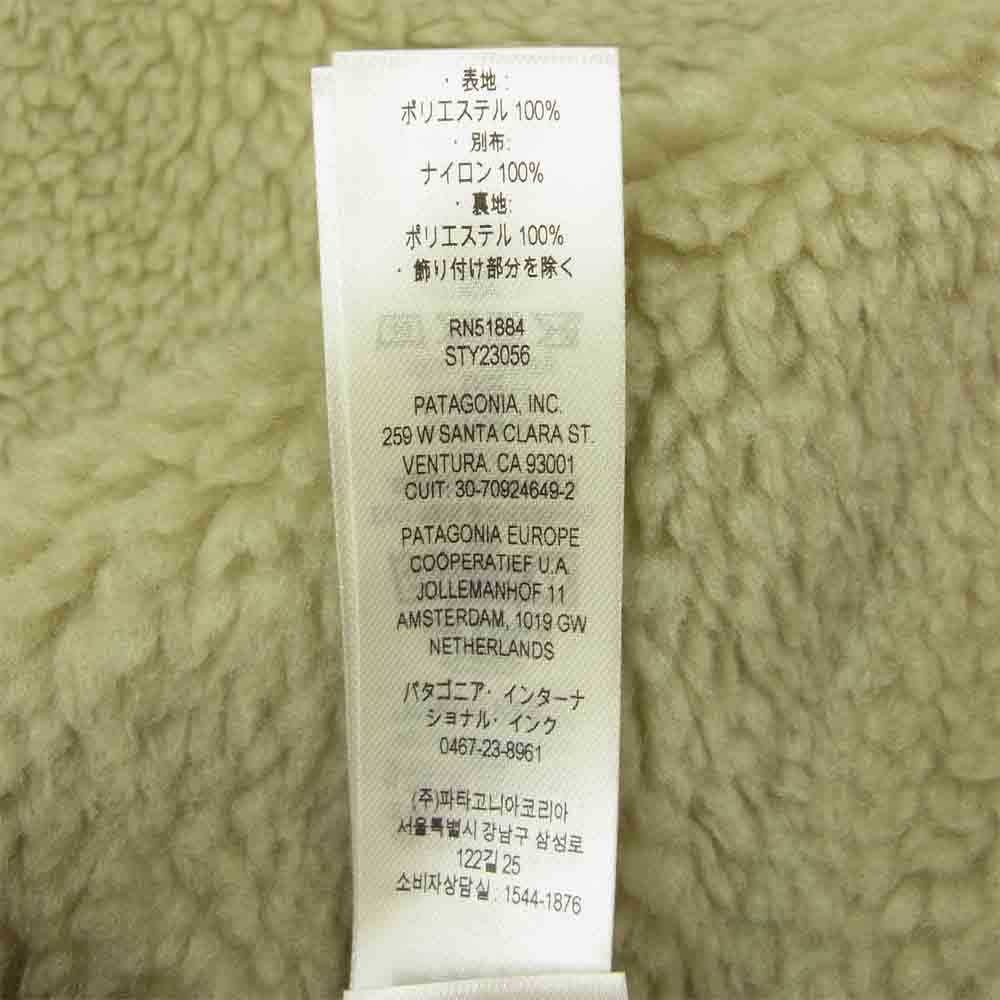 ・表地：
ポリエステル 100%
・別布:
ナイロン 100%
・裏地:
ポリエステル 100%
・飾り付け部分を除く
RN51884
STY23056
PATAGONIA, INC.
259 W SANTA CLARA ST.
VENTURA. CA 93001
CUIT: 30-70924649-2
PATAGONIA EUROPE
COOPERATIEF U.A.
JOLLEMANHOF 11
AMSTERDAM, 1019 GW
NETHERLANDS
パタゴニア・インターナ
ショナル・インク
0467-23-8961
(주)파타고니아코리아
서울특별시 강남구 삼성로
122길 25
소비자상담실 : 1544-1876